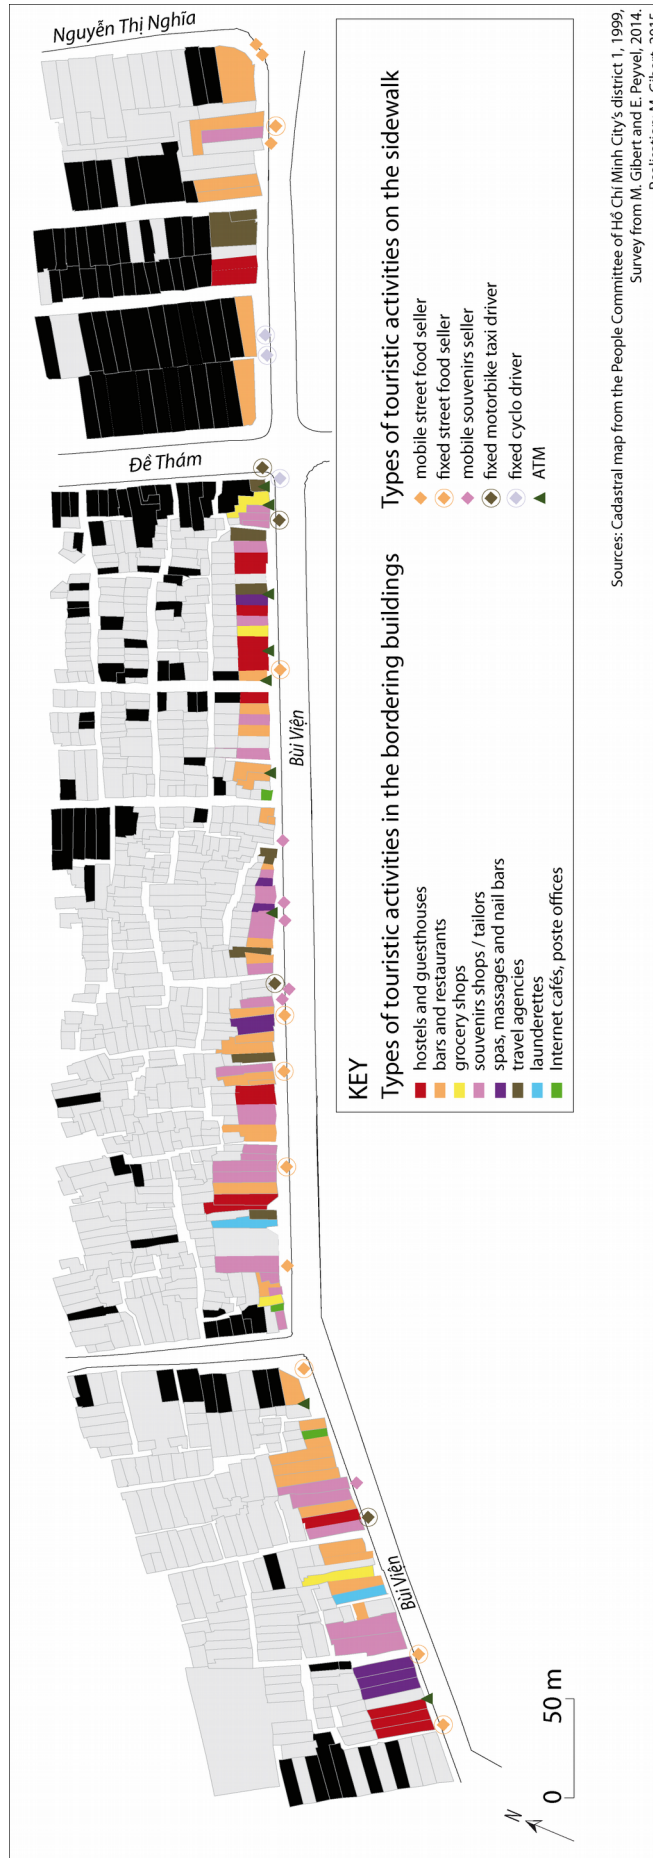 Nguyễn Thị Nghĩa
Đề Thám
Bùi Viện
Bùi Viện
KEY
Types of touristic activities in the bordering buildings
hostels and guesthouses
bars and restaurants
grocery shops
souvenirs shops / tailors
spas, massages and nail bars
travel agencies
launderettes
Internet cafés, poste offices
Types of touristic activities on the sidewalk
mobile street food seller
fixed street food seller
mobile souvenirs seller
fixed motorbike taxi driver
fixed cyclo driver
ATM
N
0 50 m
Sources: Cadastral map from the People Committee of Hồ Chí Minh City's district 1, 1999,
Survey from M. Gibert and E. Peyvel, 2014.